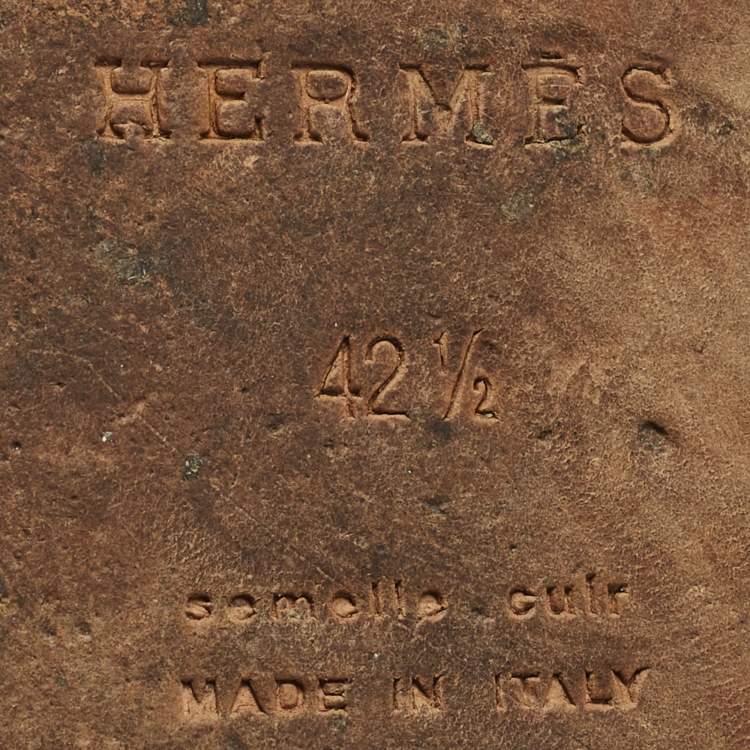 HERMÈS
42 ½
semelle cuir
MADE IN ITALY